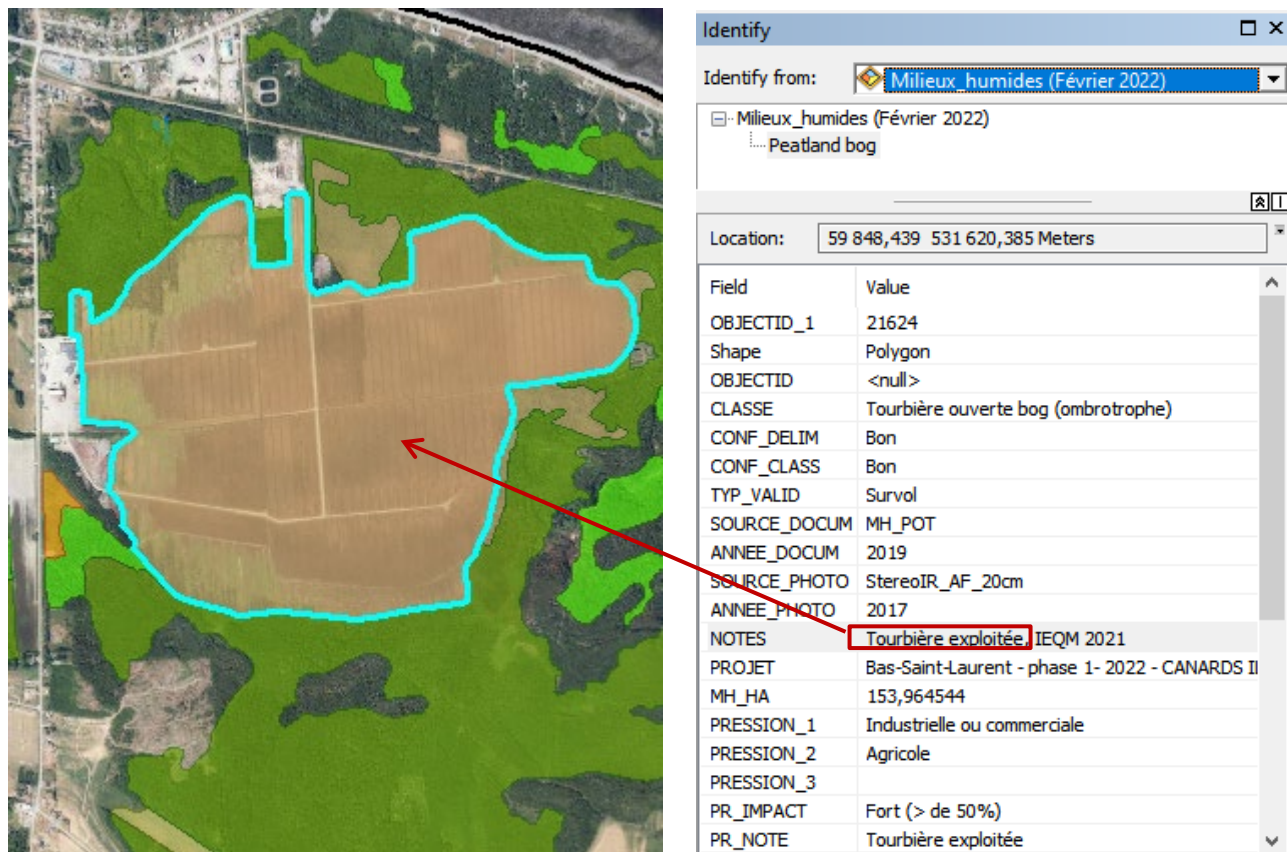 Identify
Identify from: Milieux_humides (Février 2022)
Milieux_humides (Février 2022)
Peatland bog
Location: 59 848,439 531 620,385 Meters
Field Value
OBJECTID_1 21624
Shape Polygon
OBJECTID <null>
CLASSE Tourbière ouverte bog (ombrotrophe)
CONF_DELIM Bon
CONF_CLASS Bon
TYP_VALID Survol
SOURCE_DOCUM MH_POT
ANNEE_DOCUM 2019
SOURCE_PHOTO StereoIR_AF_20cm
ANNEE_PHOTO 2017
NOTES Tourbière exploitée, IEQM 2021
PROJET Bas-Saint-Laurent - phase 1- 2022 - CANARDS
MH_HA 153,964544
PRESSION_1 Industrielle ou commerciale
PRESSION_2 Agricole
PRESSION_3
PR_IMPACT Fort (> de 50%)
PR_NOTE Tourbière exploitée